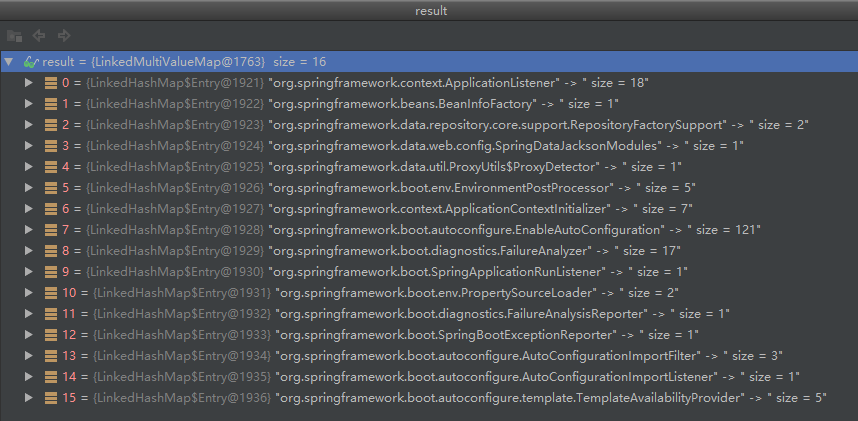 result
result = {LinkedMultiValueMap@1763} size = 16
0 = {LinkedHashMap$Entry@1921} "org.springframework.context.ApplicationListener" -> " size = 18"
1 = {LinkedHashMap$Entry@1922} "org.springframework.beans.BeanInfoFactory" -> " size = 1"
2 = {LinkedHashMap$Entry@1923} "org.springframework.data.repository.core.support.RepositoryFactorySupport" -> " size = 2"
3 = {LinkedHashMap$Entry@1924} "org.springframework.data.web.config.SpringDataJacksonModules" -> " size = 1"
4 = {LinkedHashMap$Entry@1925} "org.springframework.data.util.ProxyUtils$ProxyDetector" -> " size = 1"
5 = {LinkedHashMap$Entry@1926} "org.springframework.boot.env.EnvironmentPostProcessor" -> " size = 5"
6 = {LinkedHashMap$Entry@1927} "org.springframework.context.ApplicationContextInitializer" -> " size = 7"
7 = {LinkedHashMap$Entry@1928} "org.springframework.boot.autoconfigure.EnableAutoConfiguration" -> " size = 121"
8 = {LinkedHashMap$Entry@1929} "org.springframework.boot.diagnostics.FailureAnalyzer" -> " size = 17"
9 = {LinkedHashMap$Entry@1930} "org.springframework.boot.SpringApplicationRunListener" -> " size = 1"
10 = {LinkedHashMap$Entry@1931} "org.springframework.boot.env.PropertySourceLoader" -> " size = 2"
11 = {LinkedHashMap$Entry@1932} "org.springframework.boot.diagnostics.FailureAnalysisReporter" -> " size = 1"
12 = {LinkedHashMap$Entry@1933} "org.springframework.boot.SpringBootExceptionReporter" -> " size = 1"
13 = {LinkedHashMap$Entry@1934} "org.springframework.boot.autoconfigure.AutoConfigurationImportFilter" -> " size = 3"
14 = {LinkedHashMap$Entry@1935} "org.springframework.boot.autoconfigure.AutoConfigurationImportListener" -> " size = 1"
15 = {LinkedHashMap$Entry@1936} "org.springframework.boot.autoconfigure.template.TemplateAvailabilityProvider" -> " size = 5"